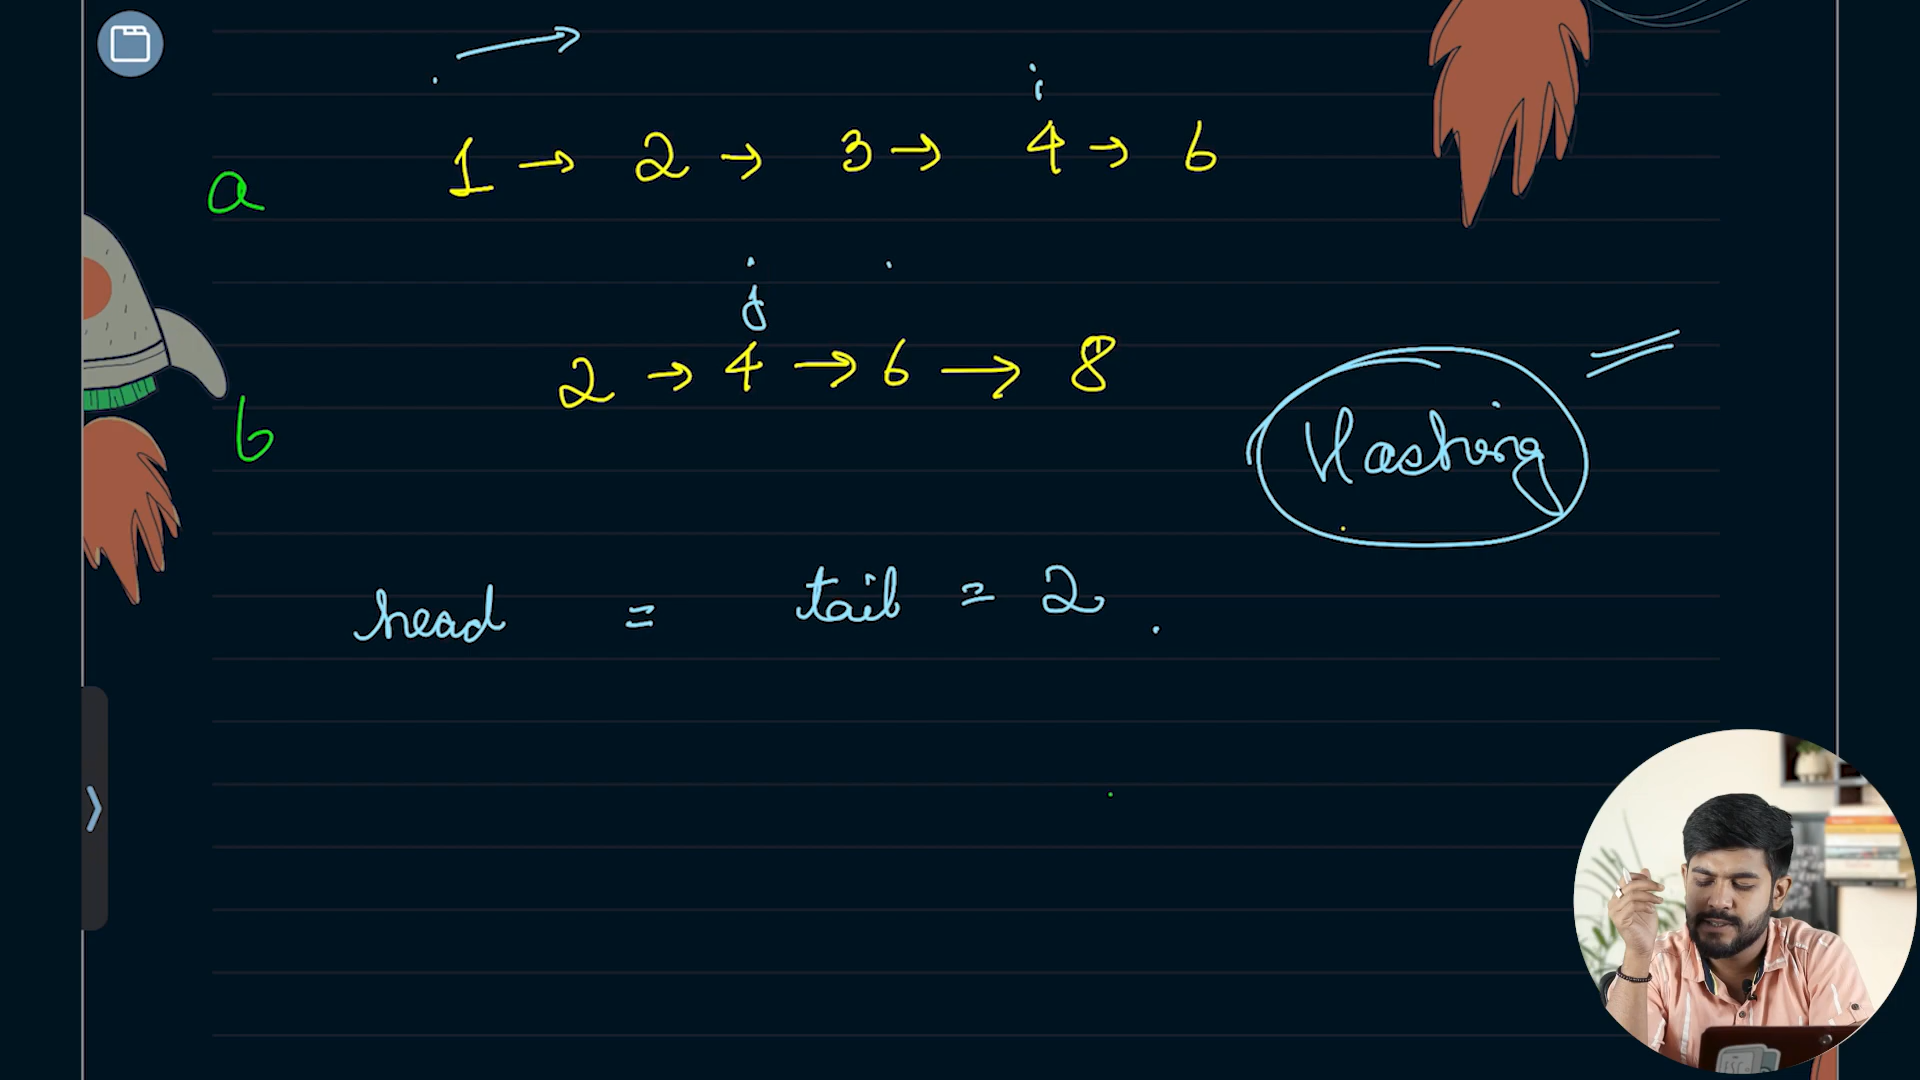 i
a 1 → 2 → 3 → 4 → 6
j
2 → 4 → 6 → 8
b
Hashing
head = tail = 2